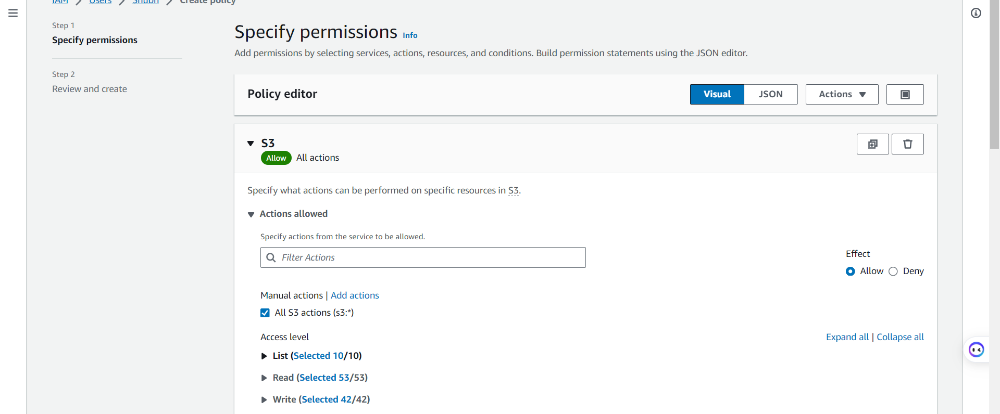 IAM Users Shubh Create policy
Step 1
Specify permissions
Step 2
Review and create
Specify permissions Info
Add permissions by selecting services, actions, resources, and conditions. Build permission statements using the JSON editor.
Policy editor
Visual JSON Actions
S3
Allow All actions
Specify what actions can be performed on specific resources in S3.
Actions allowed
Specify actions from the service to be allowed.
Filter Actions
Effect
Allow Deny
Manual actions | Add actions
All S3 actions (s3:*)
Access level
Expand all | Collapse all
List (Selected 10/10)
Read (Selected 53/53)
Write (Selected 42/42)